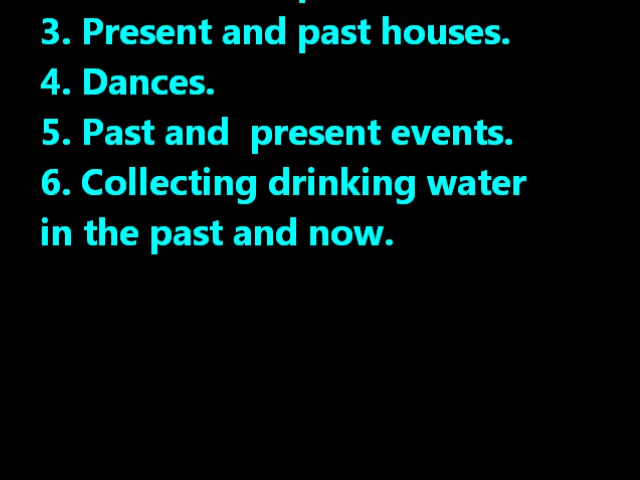 3. Present and past houses.
4. Dances.
5. Past and  present events.
6. Collecting drinking water
in the past and now.